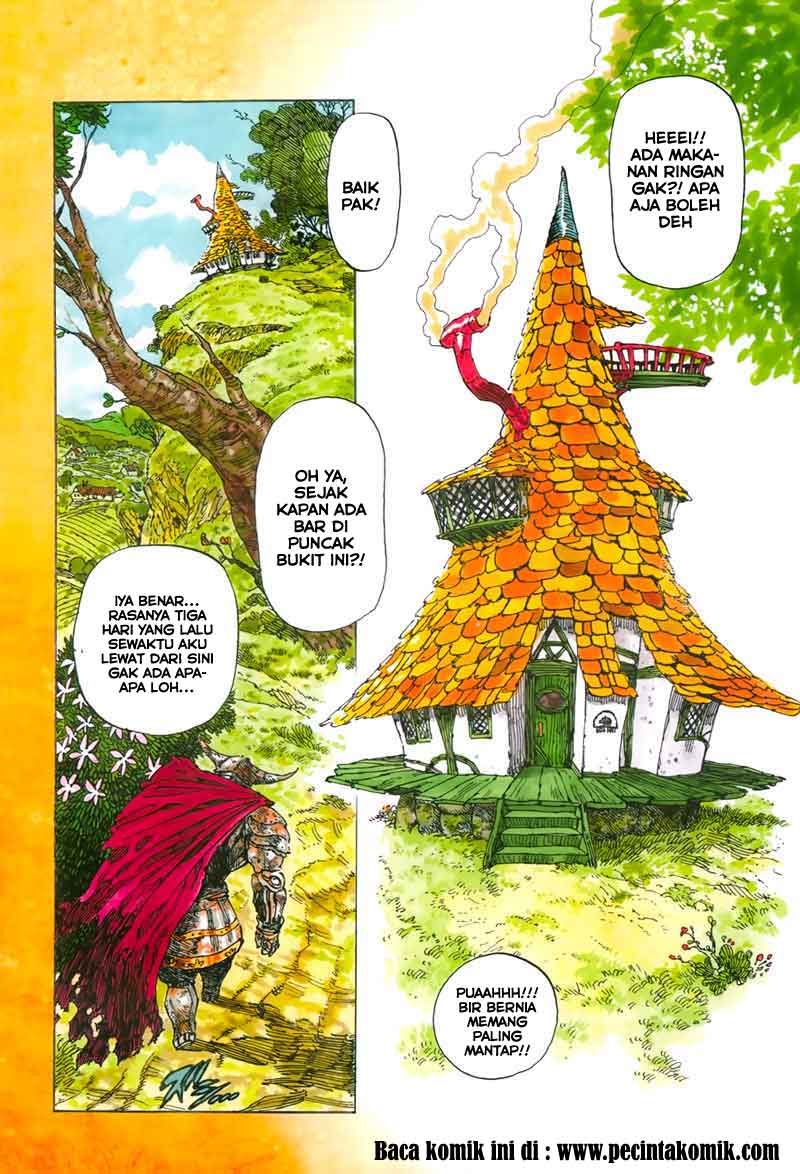 HEEEI!!
ADA MAKA-
NAN RINGAN
GAK?! APA
AJA BOLEH
DEH
BAIK
PAK!
OH YA,
SEJAK
KAPAN ADA
BAR DI
PUNCAK
BUKIT INI?!
IYA BENAR...
RASANYA TIGA
HARI YANG LALU
SEWAKTU AKU
LEWAT DARI SINI
GAK ADA APA-
APA LOH...
PUAAHHH!!!
BIR BERNIA
MEMANG
PALING
MANTAP!!
Baca komik ini di : www.pecintakomik.com